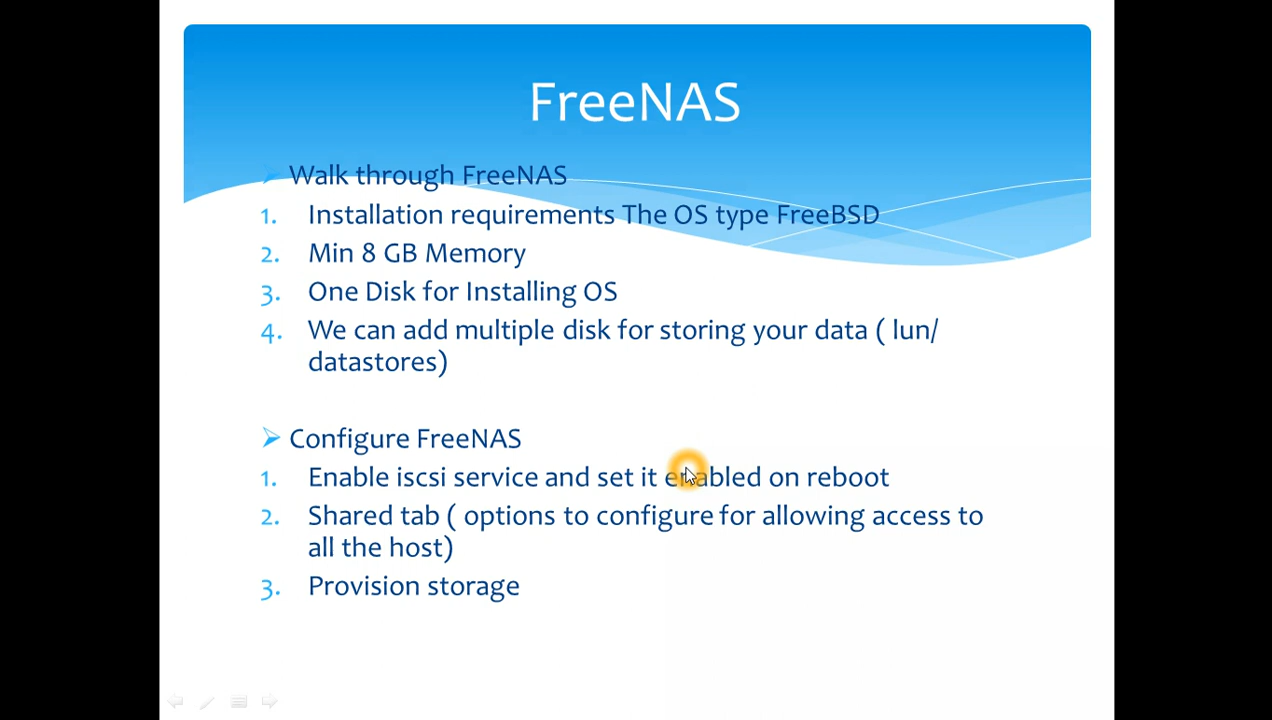 FreeNAS
➢ Walk through FreeNAS
1. Installation requirements The OS type FreeBSD
2. Min 8 GB Memory
3. One Disk for Installing OS
4. We can add multiple disk for storing your data ( lun/
datastores)
➢ Configure FreeNAS
1. Enable iscsi service and set it enabled on reboot
2. Shared tab ( options to configure for allowing access to
all the host)
3. Provision storage